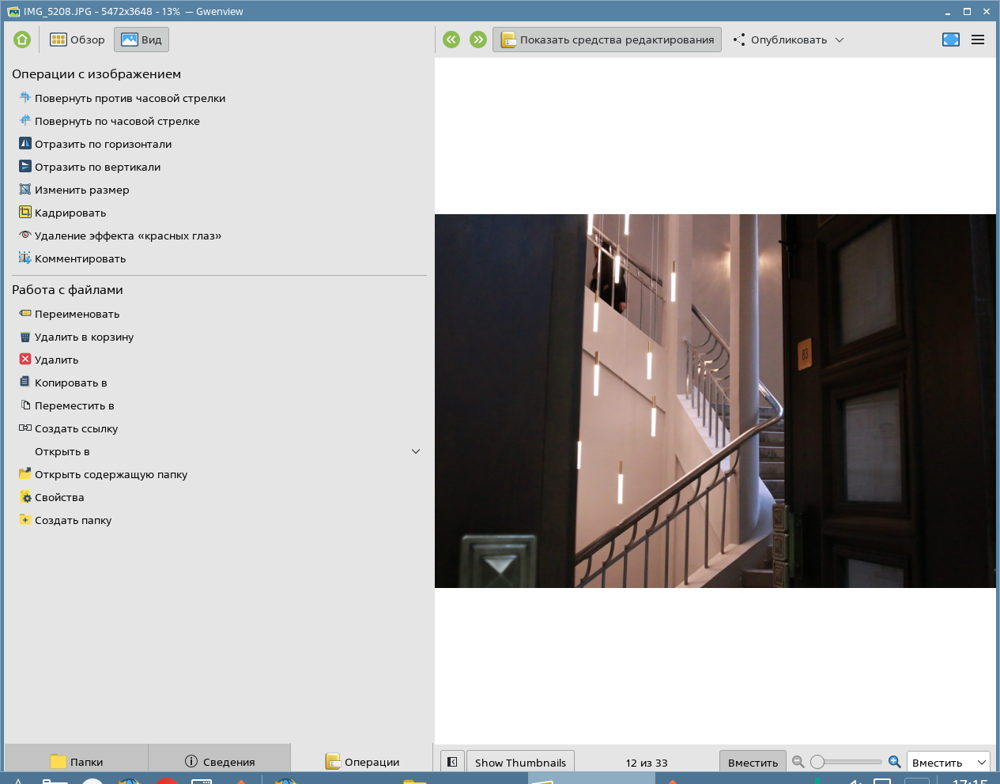 IMG_5208.JPG - 5472x3648 - 13% — Gwenview
Обзор
Вид
Показать средства редактирования
Опубликовать
Операции с изображением
Повернуть против часовой стрелки
Повернуть по часовой стрелке
Отразить по горизонтали
Отразить по вертикали
Изменить размер
Кадрировать
Удаление эффекта «красных глаз»
Комментировать
Работа с файлами
Переименовать
Удалить в корзину
Удалить
Копировать в
Переместить в
Создать ссылку
Открыть в
Открыть содержащую папку
Свойства
Создать папку
83
Папки
Сведения
Операции
Show Thumbnails
12 из 33
Вместить
Вместить
17:15